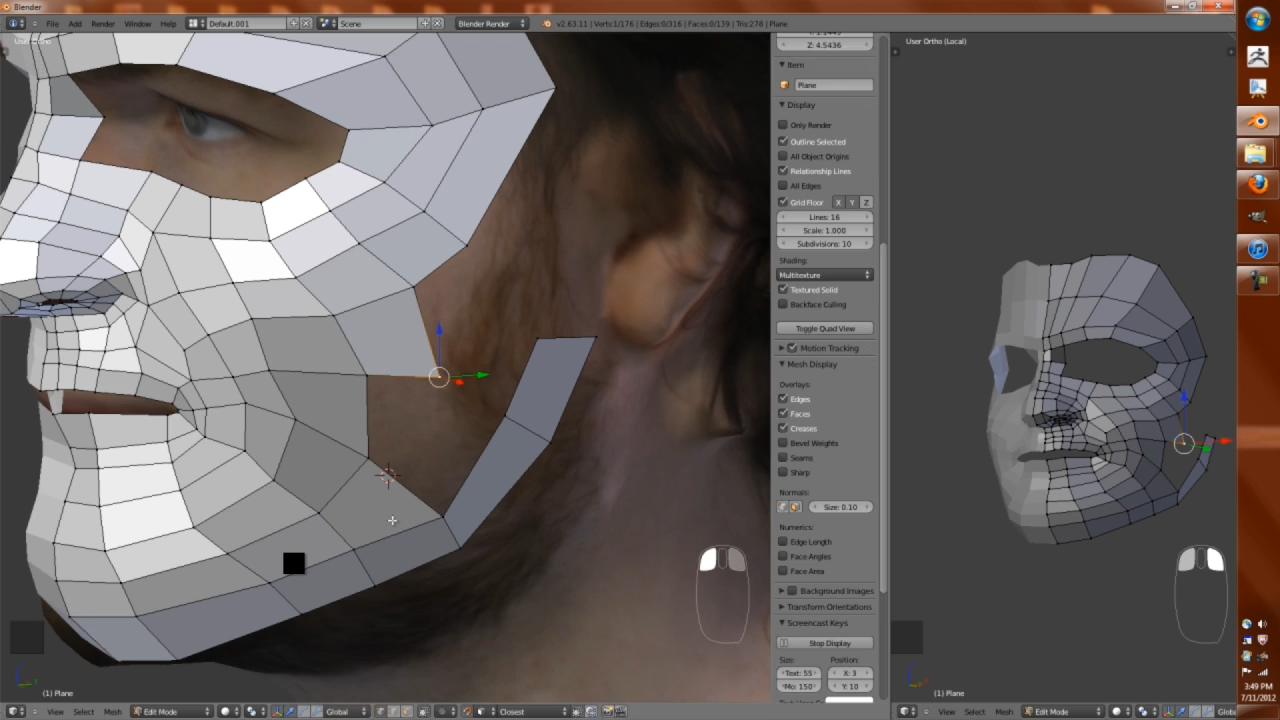 Blender
File Add Render Window Help Default.001 Scene Blender Render v2.63.11 | Verts:1/176 | Edges:0/316 | Faces:0/139 | Tris:278 | Plane
User Ortho
User Ortho (Local)
Z: 4.5436
Item
Plane
Display
Only Render
Outline Selected
All Object Origins
Relationship Lines
All Edges
Grid Floor X Y Z
Lines: 16
Scale: 1.000
Subdivisions: 10
Shading:
Multitexture
Textured Solid
Backface Culling
Toggle Quad View
Motion Tracking
Mesh Display
Overlays:
Edges
Faces
Creases
Bevel Weights
Seams
Sharp
Normals:
Size: 0.10
Numerics:
Edge Length
Face Angles
Face Area
Background Images
Transform Orientations
Screencast Keys
Stop Display
Size: Position:
Text: 55 X: 3
Mo: 150 Y: 10
(1) Plane
(1) Plane
View Select Mesh Edit Mode Global Closest
View Select Mesh Edit Mode Globa
3:49 PM
7/11/2012